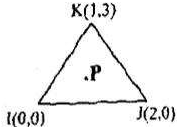 K(1,3)
.P
I(0,0) J(2,0)